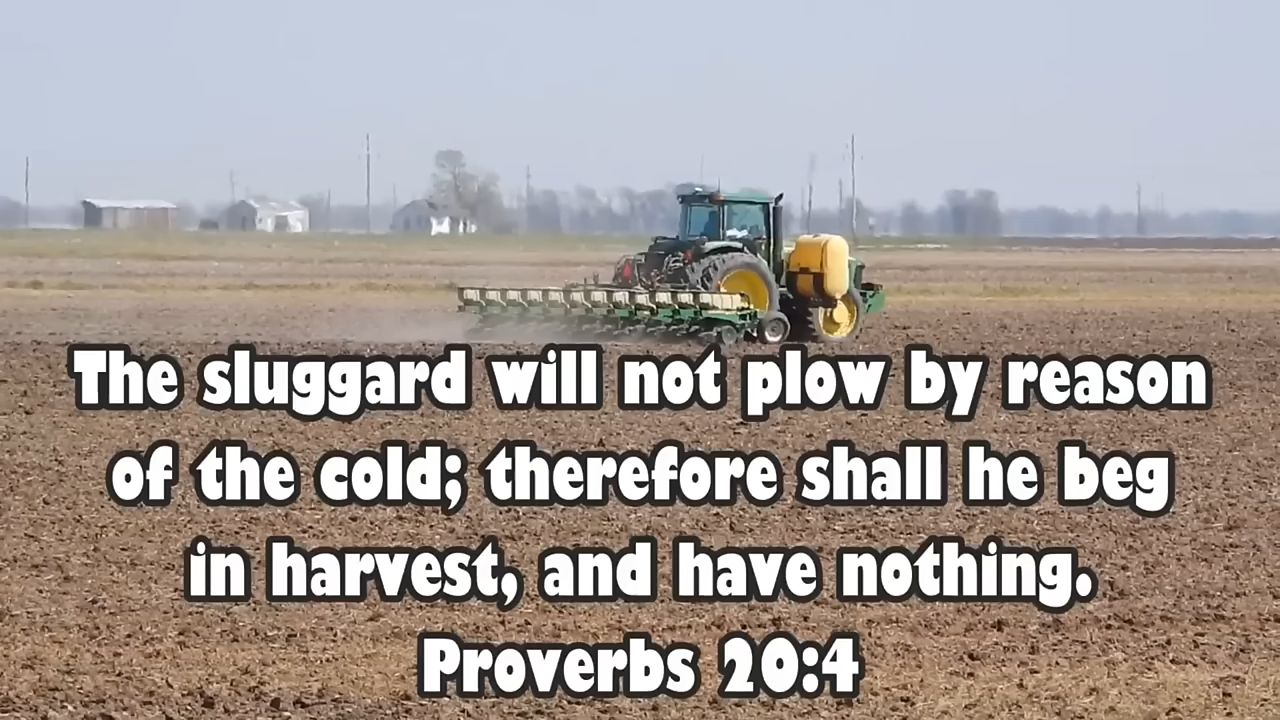 The sluggard will not plow by reason
of the cold; therefore shall he beg
in harvest, and have nothing.
Proverbs 20:4